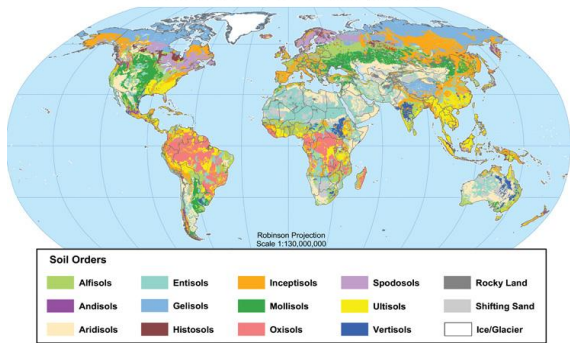 Robinson Projection
Scale 1:130,000,000
Soil Orders
Alfisols
Entisols
Inceptisols
Spodosols
Rocky Land
Andisols
Gelisols
Mollisols
Ultisols
Shifting Sand
Aridisols
Histosols
Oxisols
Vertisols
Ice/Glacier